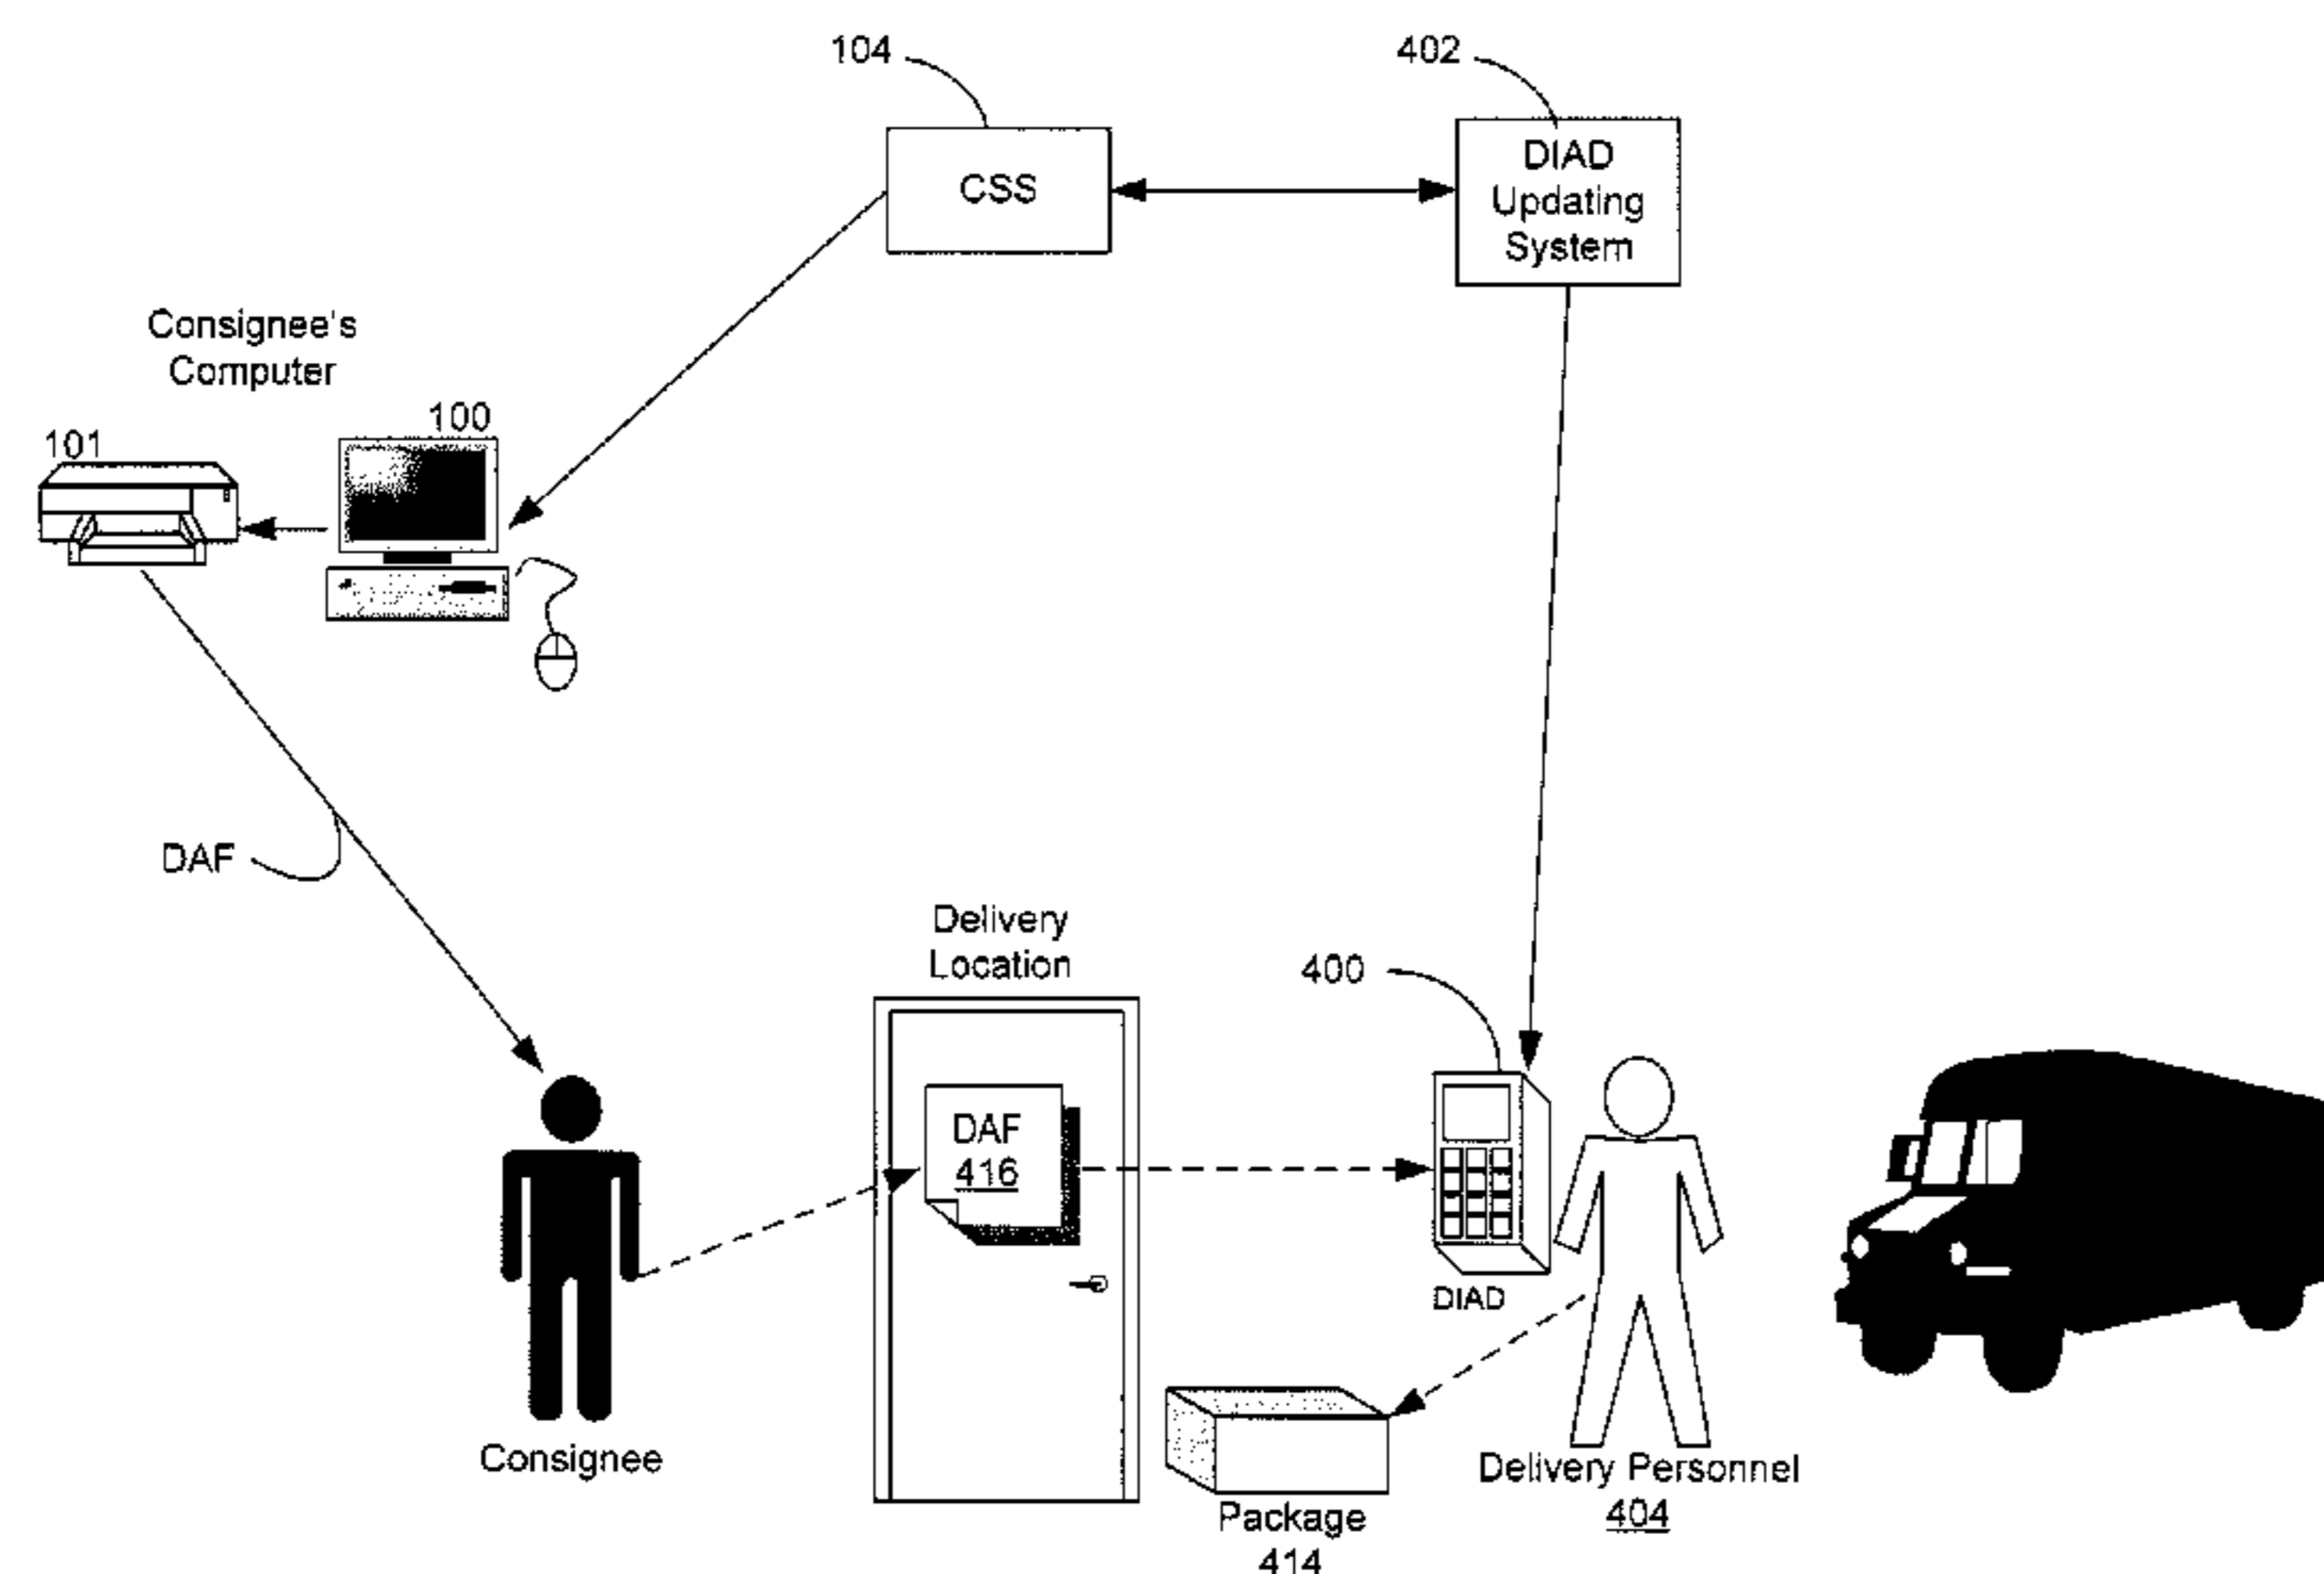 104
402
CSS
DIAD
Updating
System
Consignee's
Computer
100
101
DAF
Delivery
Location
400
DAF
416
DIAD
Consignee
Package
414
Delivery Personnel
404